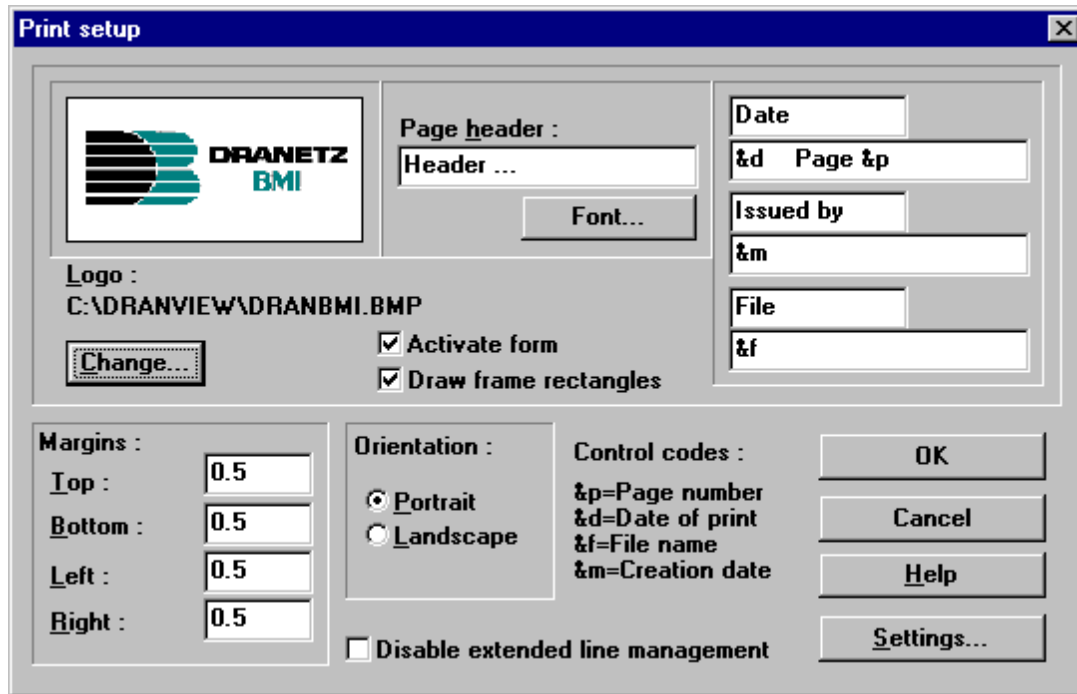 Print setup
DRANETZ
BMI
Page header :
Header ...
Font...
Date
&d Page &p
Issued by
&m
File
&f
Logo :
C:\DRANVIEW\DRANBMI.BMP
Change...
Activate form
Draw frame rectangles
Margins :
Top : 0.5
Bottom : 0.5
Left : 0.5
Right : 0.5
Orientation :
Portrait
Landscape
Control codes :
&p=Page number
&d=Date of print
&f=File name
&m=Creation date
Disable extended line management
OK
Cancel
Help
Settings...